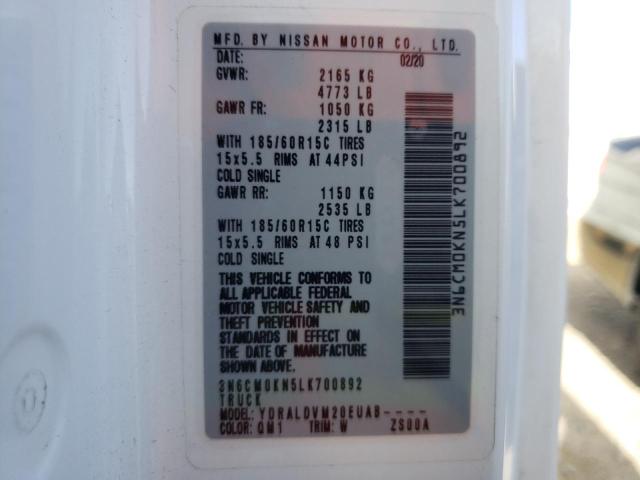 MFD. BY NISSAN MOTOR CO., LTD.
DATE: 02/20
GVWR: 2165 KG
4773 LB
GAWR FR: 1050 KG
2315 LB
WITH 185/60R15C TIRES
15x5.5 RIMS AT 44PSI
COLD SINGLE
GAWR RR: 1150 KG
2535 LB
WITH 185/60R15C TIRES
15x5.5 RIMS AT 48 PSI
COLD SINGLE
THIS VEHICLE CONFORMS TO
ALL APPLICABLE FEDERAL
MOTOR VEHICLE SAFETY AND
THEFT PREVENTION
STANDARDS IN EFFECT ON
THE DATE OF MANUFACTURE
SHOWN ABOVE.
3N6CM0KN5LK700892
TRUCK
MODEL: YDRALDVM20EUAB----
COLOR: QM1 TRIM: W ZS00A
3N6CM0KN5LK700892